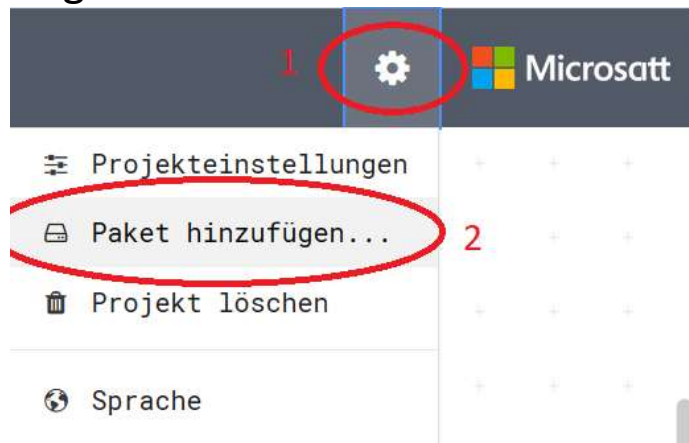 1
Microsatt
Projekteinstellungen
Paket hinzufügen...
2
Projekt löschen
Sprache